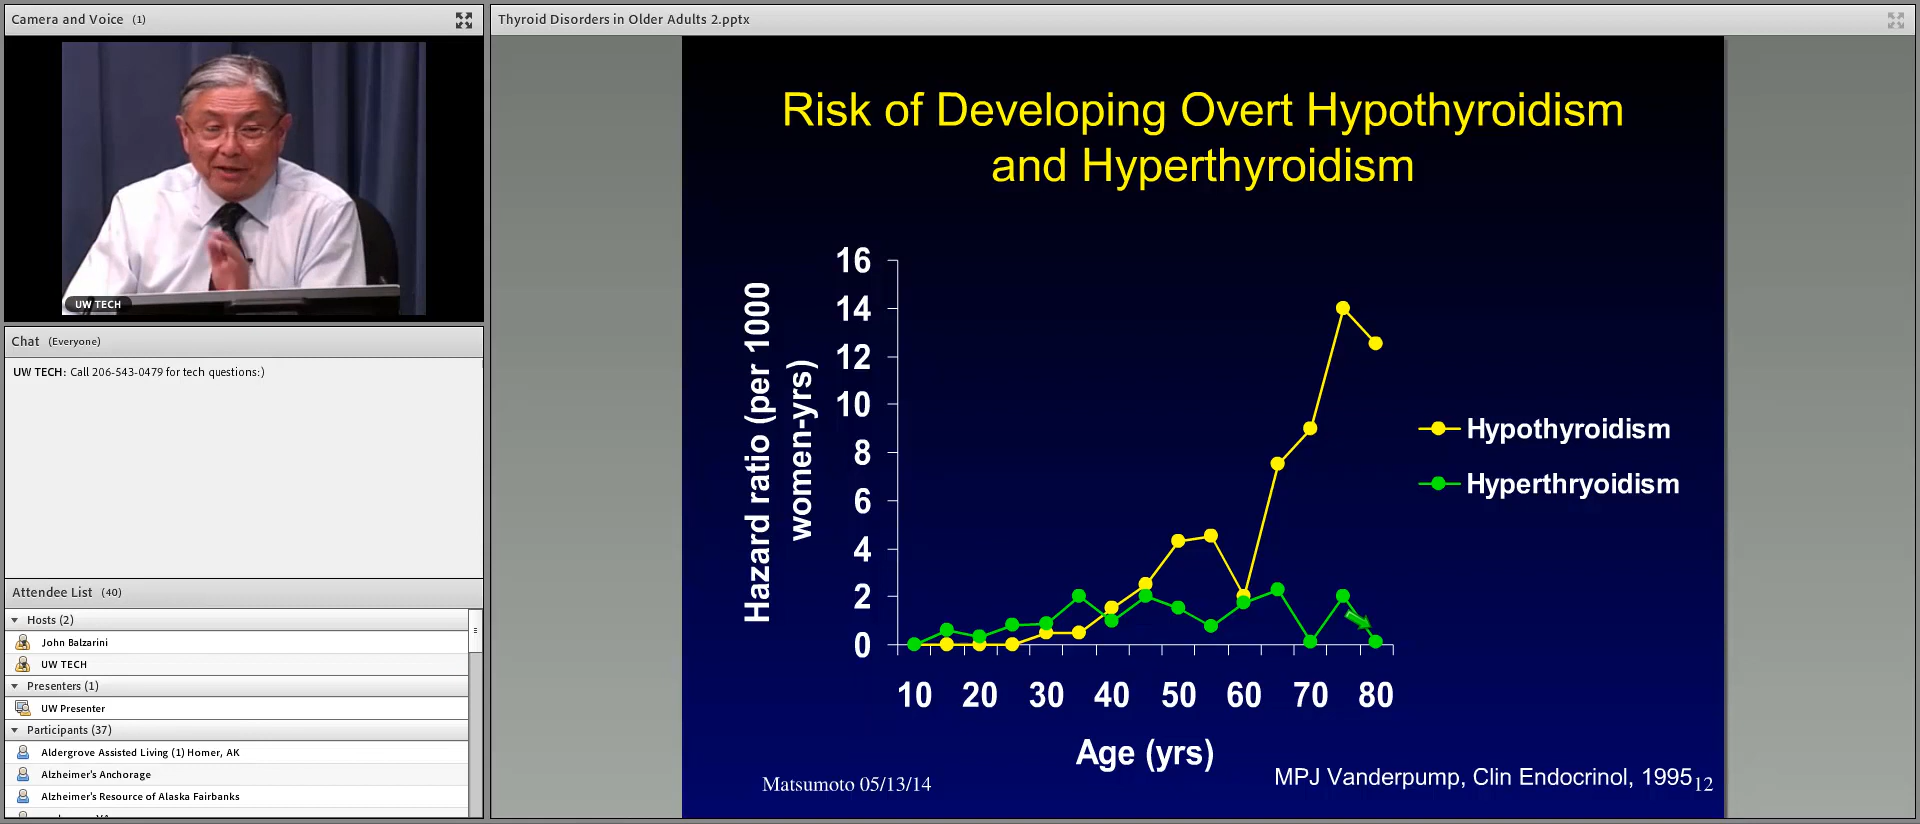 Camera and Voice (1)
UW TECH
Chat (Everyone)
UW TECH: Call 206-543-0479 for tech questions:)
Attendee List (40)
Hosts (2)
John Balzarini
UW TECH
Presenters (1)
UW Presenter
Participants (37)
Aldergrove Assisted Living (1) Homer, AK
Alzheimer's Anchorage
Alzheimer's Resource of Alaska Fairbanks
Thyroid Disorders in Older Adults 2.pptx
Risk of Developing Overt Hypothyroidism
and Hyperthyroidism
Hazard ratio (per 1000
women-yrs)
16
14
12
10
8
6
4
2
0
10 20 30 40 50 60 70 80
Age (yrs)
Hypothyroidism
Hyperthryoidism
Matsumoto 05/13/14
MPJ Vanderpump, Clin Endocrinol, 1995
12